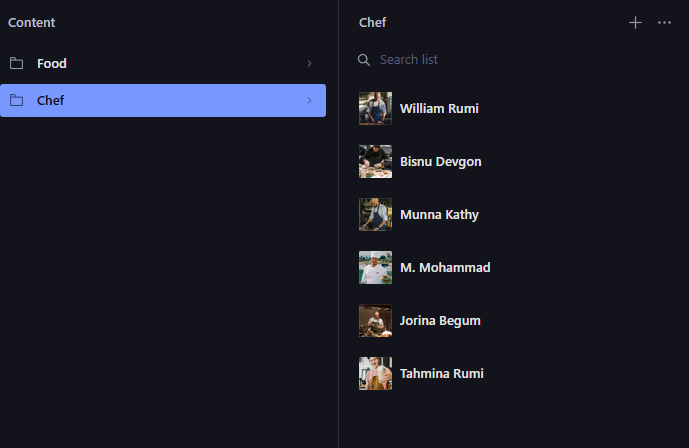 Content
Food
Chef
Chef
Search list
William Rumi
Bisnu Devgon
Munna Kathy
M. Mohammad
Jorina Begum
Tahmina Rumi